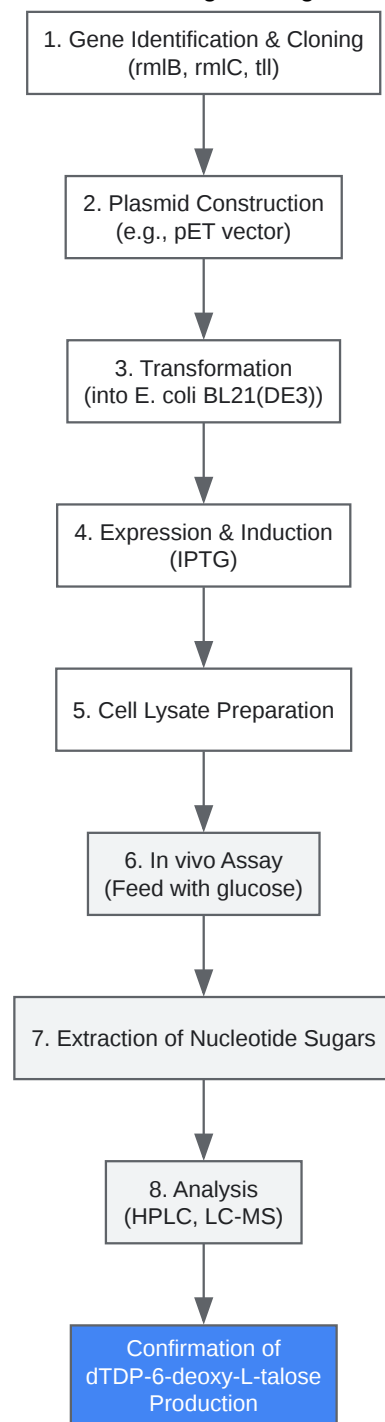 1. Gene Identification & Cloning
(rmlB, rmlC, tll)
2. Plasmid Construction
(e.g., pET vector)
3. Transformation
(into E. coli BL21(DE3))
4. Expression & Induction
(IPTG)
5. Cell Lysate Preparation
6. In vivo Assay
(Feed with glucose)
7. Extraction of Nucleotide Sugars
8. Analysis
(HPLC, LC-MS)
Confirmation of
dTDP-6-deoxy-L-talose
Production